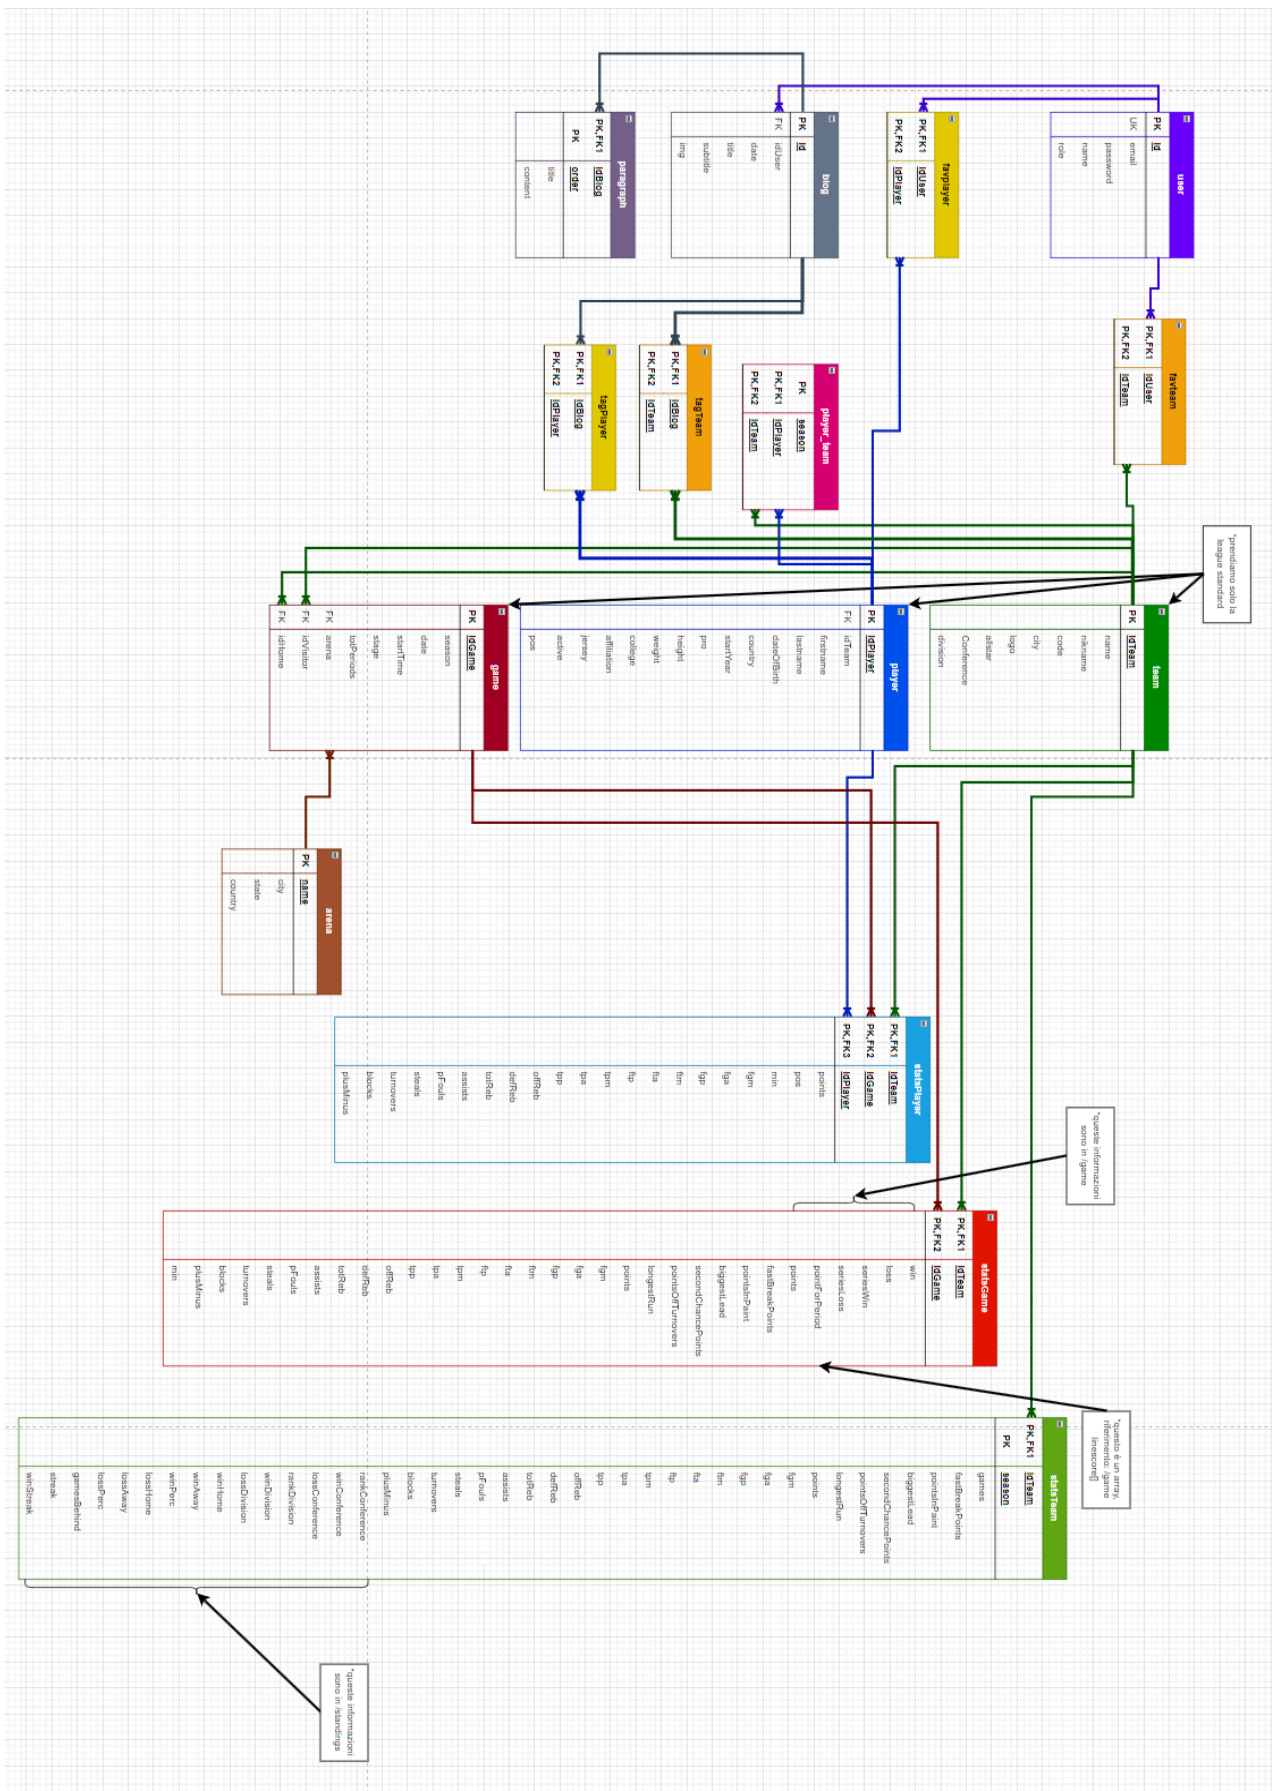 user
PK id
UK email
password
name
role
favplayer
PK,FK1 idUser
PK,FK2 idPlayer
blog
PK id
FK idUser
date
title
subtitle
img
paragraph
PK,FK1 idBlog
PK order
title
content
favteam
PK,FK1 idUser
PK,FK2 idTeam
player_team
PK season
PK,FK1 idPlayer
PK,FK2 idTeam
tagTeam
PK,FK1 idBlog
PK,FK2 idTeam
tagPlayer
PK,FK1 idBlog
PK,FK2 idPlayer
*prendiamo solo la
league standard
team
PK idTeam
name
nikname
code
city
logo
allstar
Conference
division
player
PK idPlayer
FK idTeam
firstname
lastname
dateOfBirth
country
startYear
pro
height
weight
college
affiliation
jersery
active
pos
game
PK idGame
season
date
startTime
stage
totPeriods
FK arena
FK idVisitor
FK idHome
arena
PK name
city
state
country
statsPlayer
PK,FK1 idTeam
PK,FK2 idGame
PK,FK3 idPlayer
points
pos
min
fgm
fga
fgp
ftm
fta
ftp
tpm
tpa
tpp
offReb
defReb
totReb
assists
pFouls
steals
turnovers
blocks
plusMinus
*queste informazioni
sono in /game
statsGame
PK,FK1 idTeam
PK,FK2 idGame
win
loss
seriesWin
seriesLoss
pointForPeriod
points
fastBreakPoints
pointsInPaint
biggestLead
secondChancePoints
pointsOffTurnovers
longestRun
points
fgm
fga
fgp
ftm
fta
ftp
tpm
tpa
tpp
offReb
defReb
totReb
assists
pFouls
steals
turnovers
blocks
plusMinus
min
*questo è un array,
riferimento: /game
linescore[]
statsTeam
PK,FK1 idTeam
PK season
games
fastBreakPoints
pointsInPaint
biggestLead
secondChancePoints
pointsOffTurnovers
longestRun
points
fgm
fga
fgp
ftm
fta
ftp
tpm
tpa
tpp
offReb
defReb
totReb
assists
pFouls
steals
turnovers
blocks
plusMinus
rankConference
winConference
lossConference
rankDivision
winDivision
lossDivision
winHome
winAway
winPerc
lossHome
lossAway
lossPerc
gamesBehind
streak
winStreak
*queste informazioni
sono in /standings